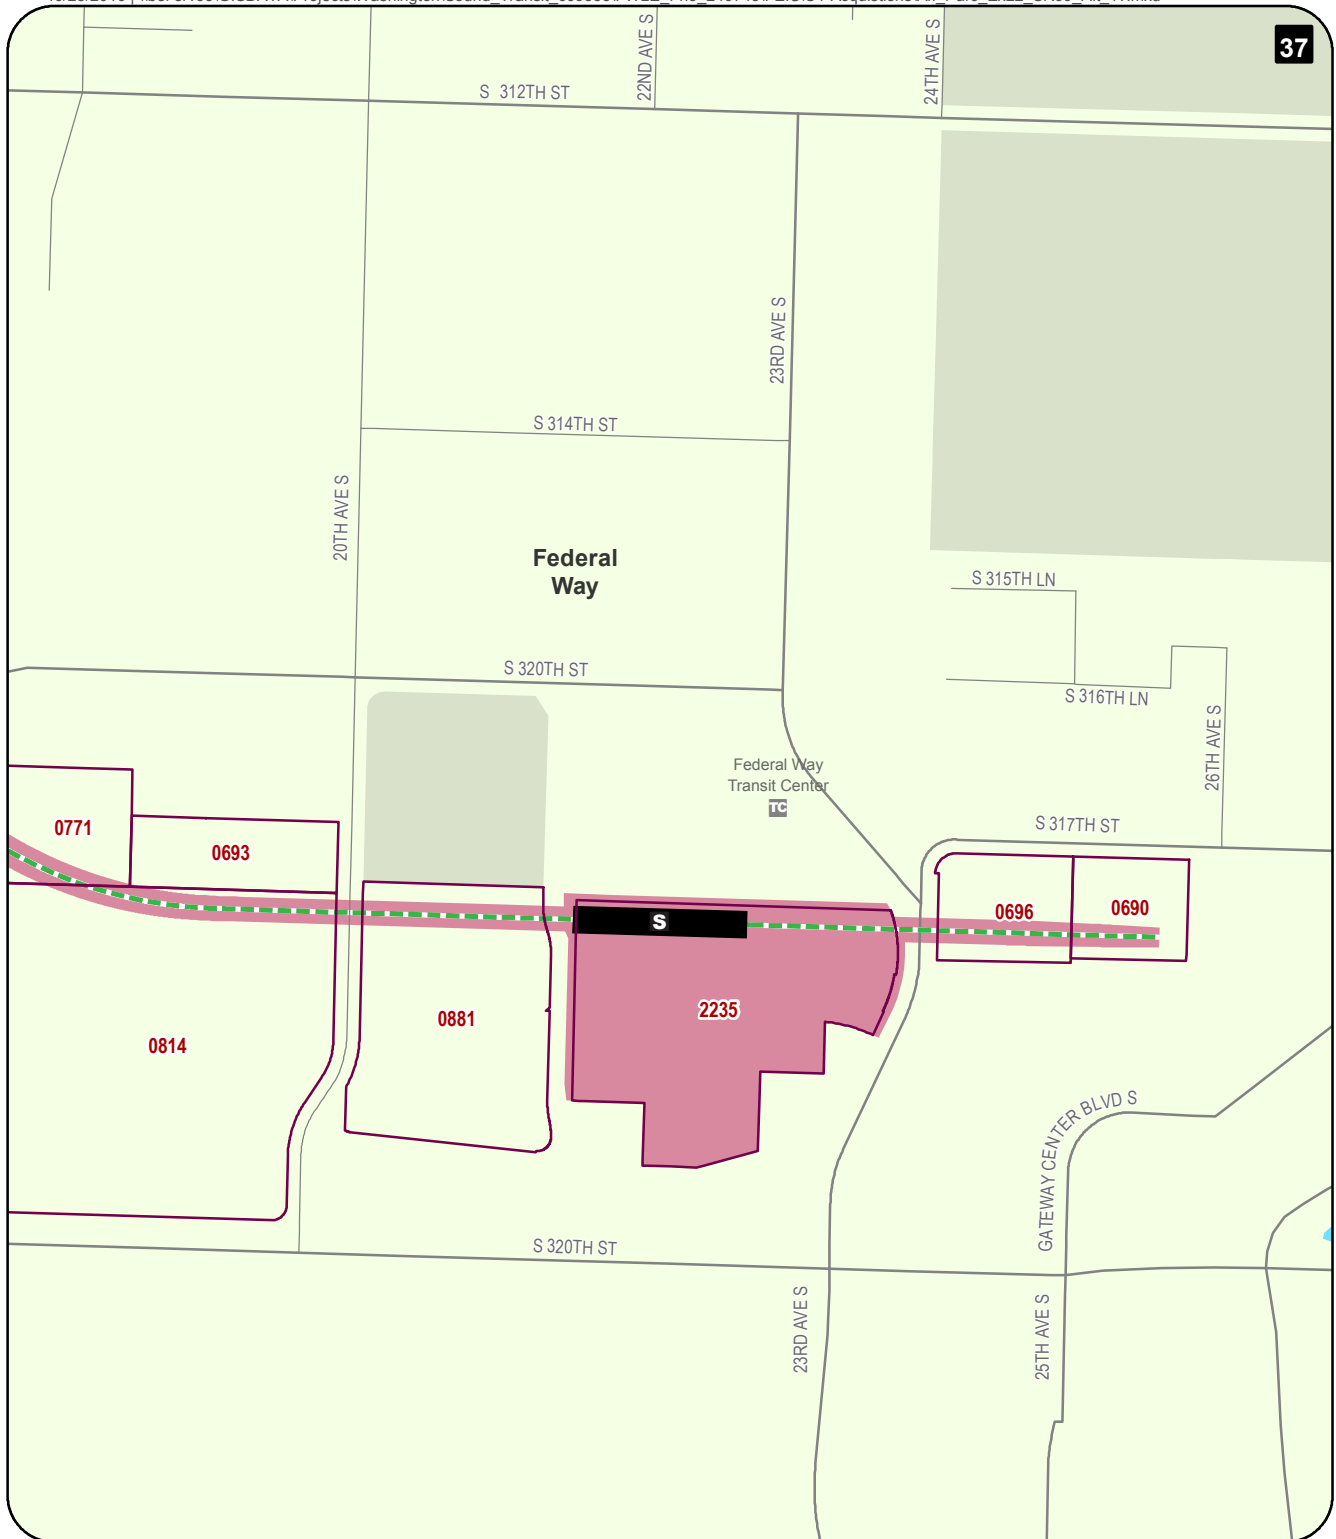 37
22ND AVE S
24TH AVE S
S 312TH ST
23RD AVE S
S 314TH ST
20TH AVE S
Federal
Way
S 315TH LN
S 320TH ST
S 316TH LN
26TH AVE S
Federal Way
Transit Center
TC
S 317TH ST
0771
0693
0696
0690
S
2235
0881
0814
GATEWAY CENTER BLVD S
S 320TH ST
23RD AVE S
25TH AVE S